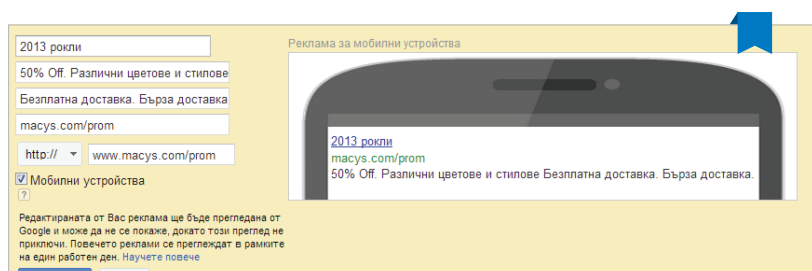 Реклама за мобилни устройства
2013 рокли
50% Off. Различни цветове и стилове
Безплатна доставка. Бърза доставка
macys.com/prom
http:// www.macys.com/prom
Мобилни устройства
?
Редактираната от Вас реклама ще бъде прегледана от
Google и може да не се покаже, докато този преглед не
приключи. Повечето реклами се преглеждат в рамките
на един работен ден. Научете повече
2013 рокли
macys.com/prom
50% Off. Различни цветове и стилове Безплатна доставка. Бърза доставка.